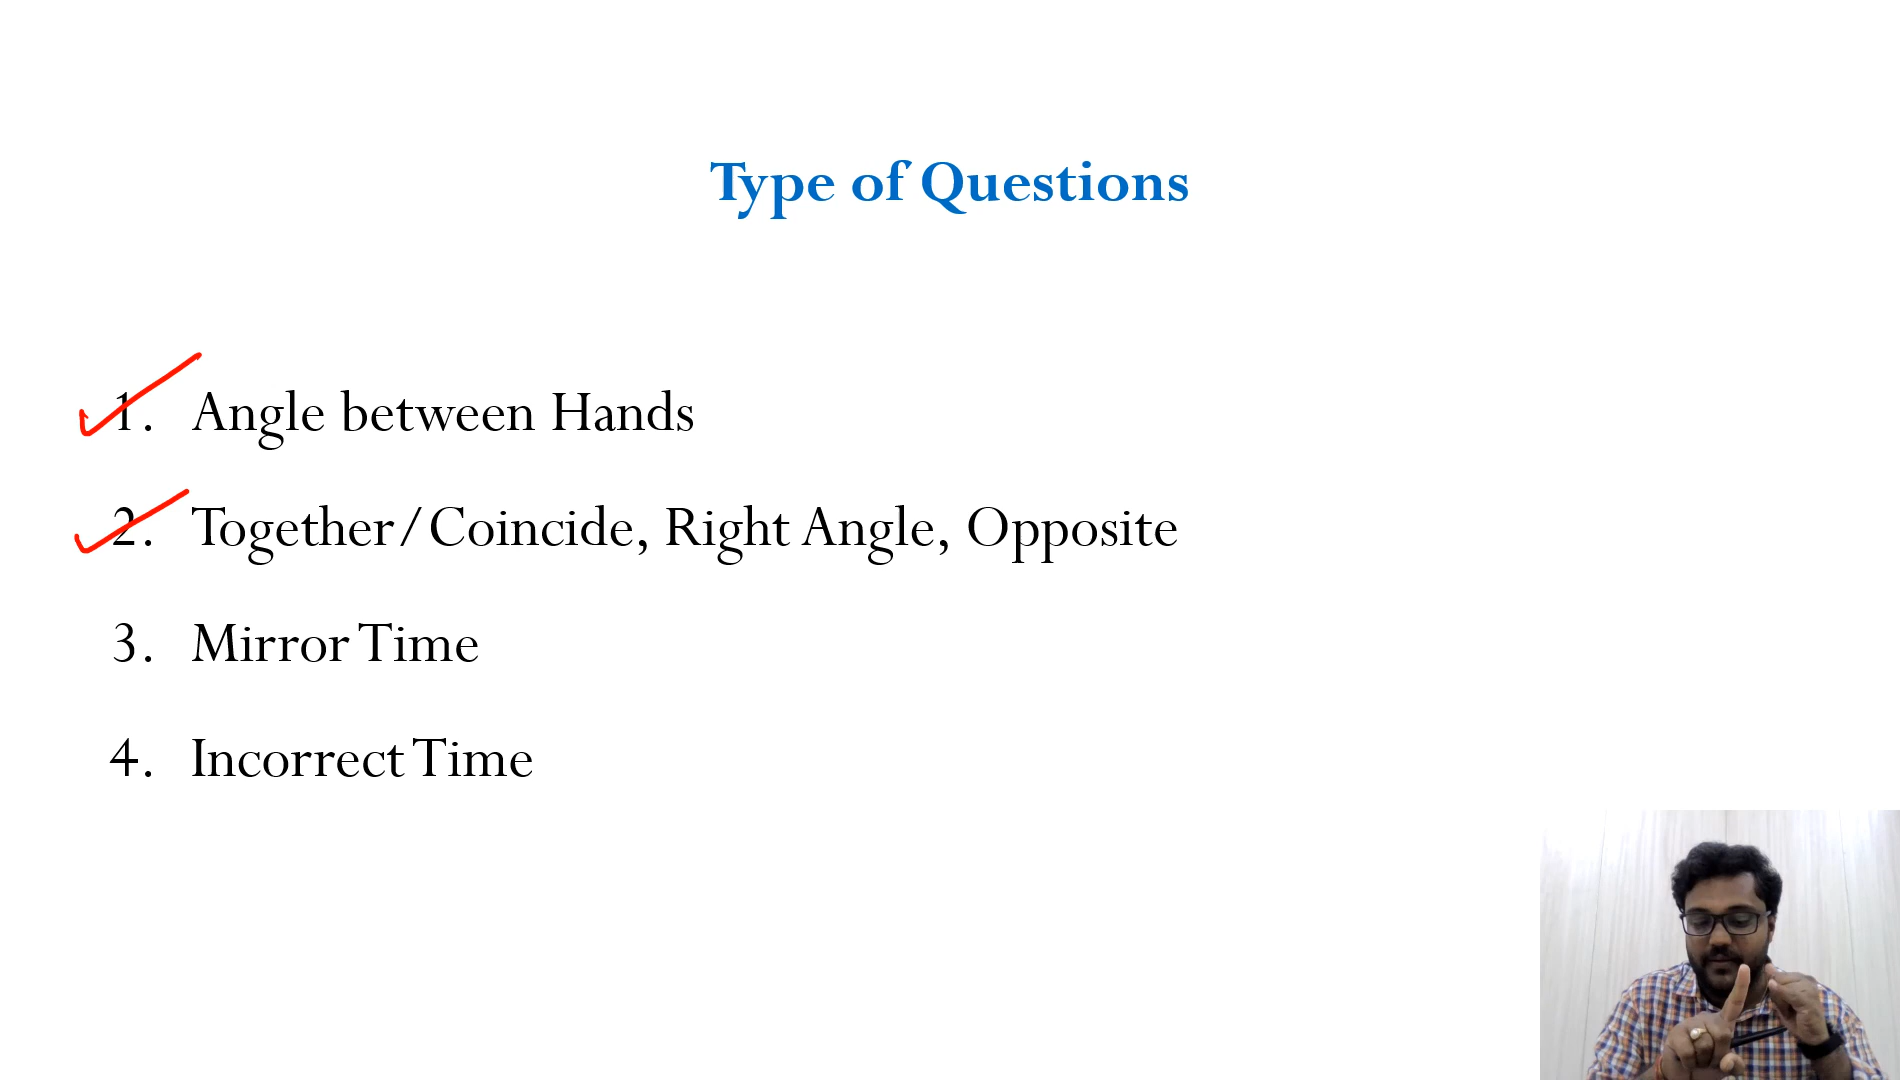 Type of Questions
1. Angle between Hands
2. Together/Coincide, Right Angle, Opposite
3. Mirror Time
4. Incorrect Time